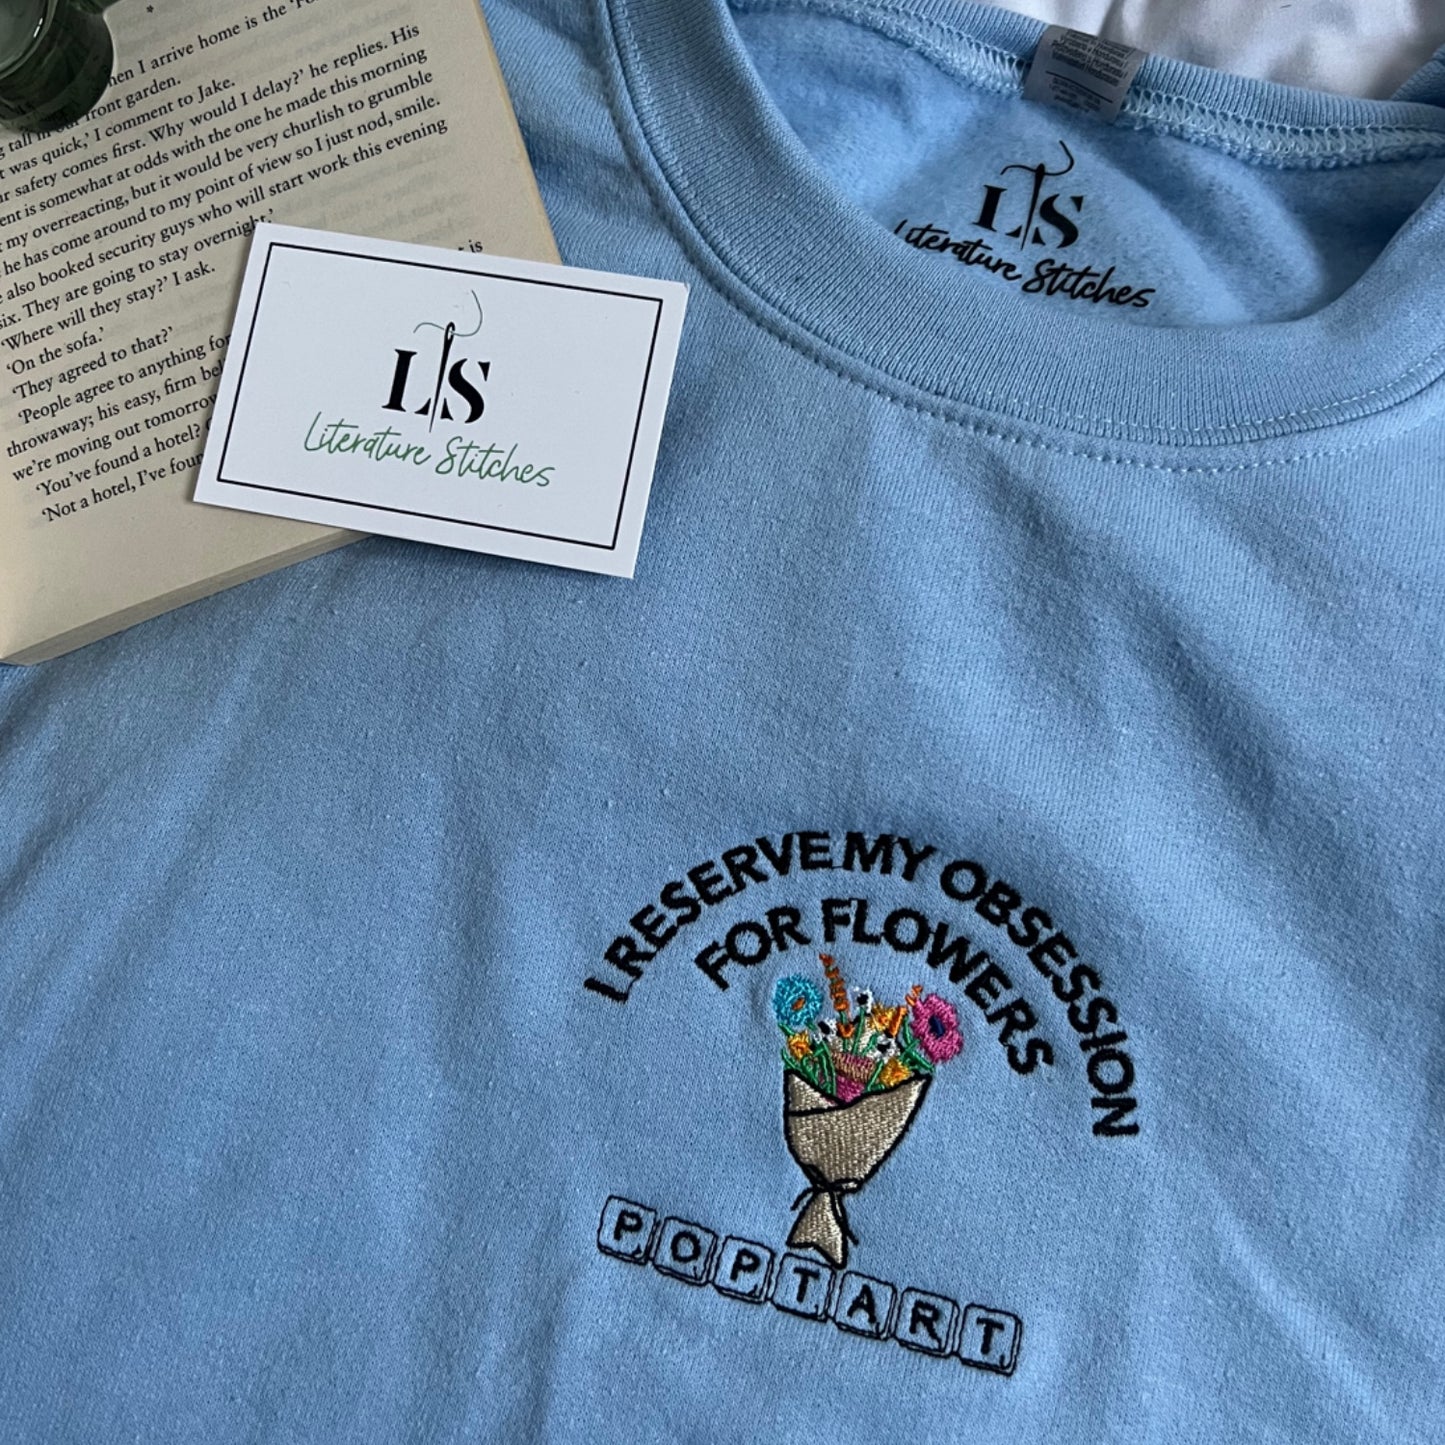 hen I arrive home is the 'Fo
front garden.
was quick,' I comment to Jake.
safety comes first. Why would I delay?' he replies. His
ent is somewhat at odds with the one he made this morning
my overreacting, but it would be very churlish to grumble
he has come around to my point of view so I just nod, smile.
also booked security guys who will start work this evening
six. They are going to stay overnight.'
'Where will they stay?' I ask.
is
'On the sofa.'
'They agreed to that?'
'People agree to anything for
throwaway; his easy, firm bel
we're moving out tomorrow
'You've found a hotel?
'Not a hotel, I've foun
LS
Literature Stitches
LS
Literature Stitches
I RESERVE MY OBSESSION
FOR FLOWERS
POPTART